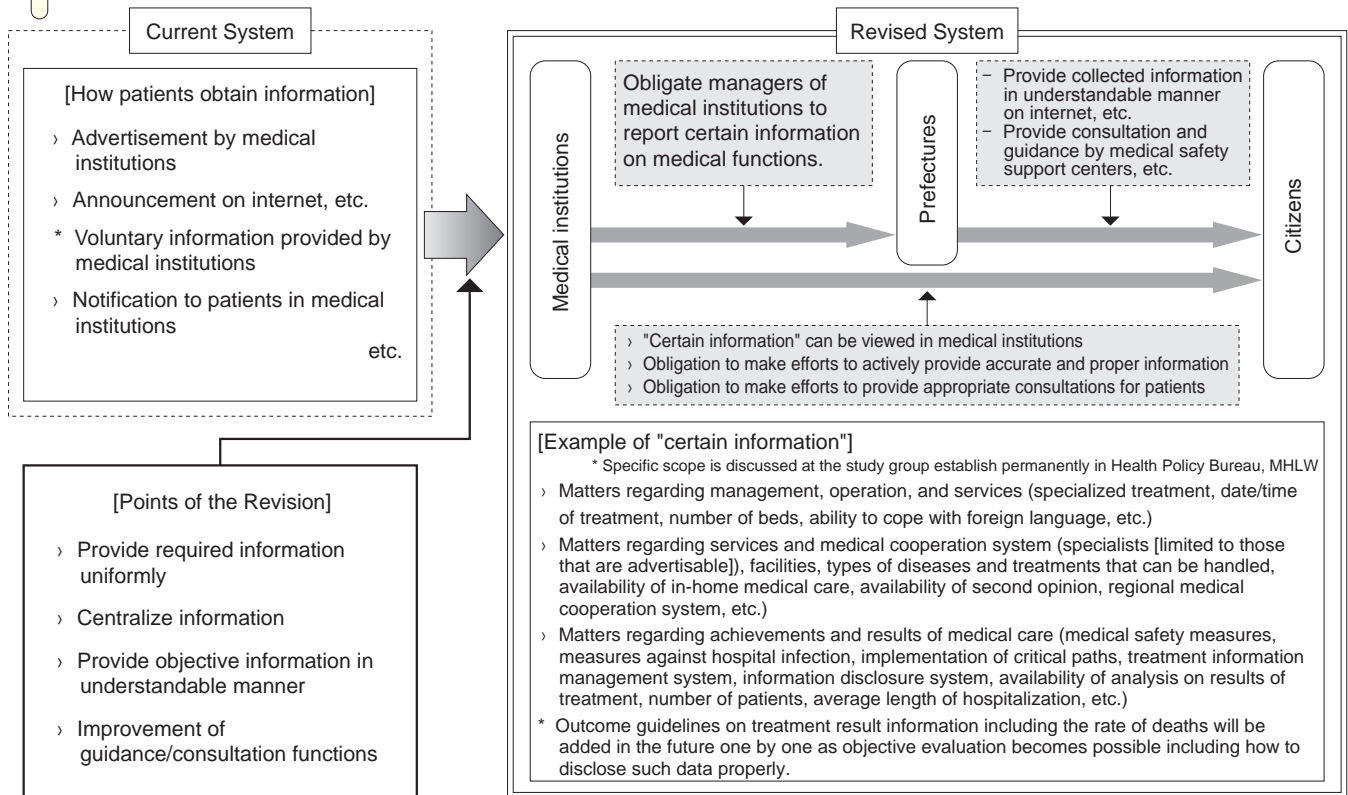 Current System
[How patients obtain information]
› Advertisement by medical
institutions
› Announcement on internet, etc.
* Voluntary information provided by
medical institutions
› Notification to patients in medical
institutions
etc.
[Points of the Revision]
› Provide required information
uniformly
› Centralize information
› Provide objective information in
understandable manner
› Improvement of
guidance/consultation functions
Revised System
Medical institutions
Obligate managers of
medical institutions to
report certain information
on medical functions.
Prefectures
− Provide collected information
in understandable manner
on internet, etc.
− Provide consultation and
guidance by medical safety
support centers, etc.
Citizens
› "Certain information" can be viewed in medical institutions
› Obligation to make efforts to actively provide accurate and proper information
› Obligation to make efforts to provide appropriate consultations for patients
[Example of "certain information"]
* Specific scope is discussed at the study group establish permanently in Health Policy Bureau, MHLW
› Matters regarding management, operation, and services (specialized treatment, date/time
of treatment, number of beds, ability to cope with foreign language, etc.)
› Matters regarding services and medical cooperation system (specialists [limited to those
that are advertisable]), facilities, types of diseases and treatments that can be handled,
availability of in-home medical care, availability of second opinion, regional medical
cooperation system, etc.)
› Matters regarding achievements and results of medical care (medical safety measures,
measures against hospital infection, implementation of critical paths, treatment information
management system, information disclosure system, availability of analysis on results of
treatment, number of patients, average length of hospitalization, etc.)
* Outcome guidelines on treatment result information including the rate of deaths will be
added in the future one by one as objective evaluation becomes possible including how to
disclose such data properly.